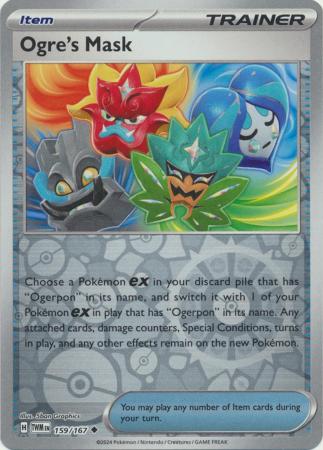 Item
TRAINER
Ogre's Mask
Choose a Pokémon ex in your discard pile that has
"Ogerpon" in its name, and switch it with 1 of your
Pokémon ex in play that has "Ogerpon" in its name. Any
attached cards, damage counters, Special Conditions, turns
in play, and any other effects remain on the new Pokémon.
Illus. 5ban Graphics
H TWM EN 159/167
You may play any number of Item cards during
your turn.
©2024 Pokémon / Nintendo / Creatures / GAME FREAK